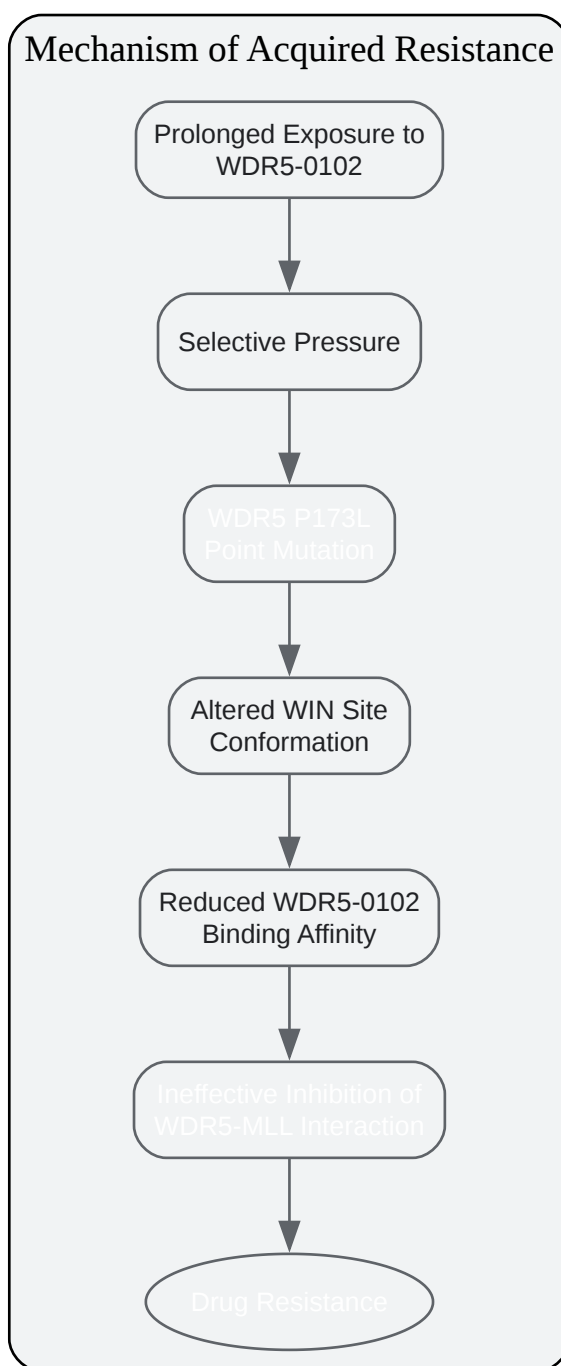 Mechanism of Acquired Resistance
Prolonged Exposure to
WDR5-0102
Selective Pressure
WDR5 P173L
Point Mutation
Altered WIN Site
Conformation
Reduced WDR5-0102
Binding Affinity
Ineffective Inhibition of
WDR5-MLL Interaction
Drug Resistance